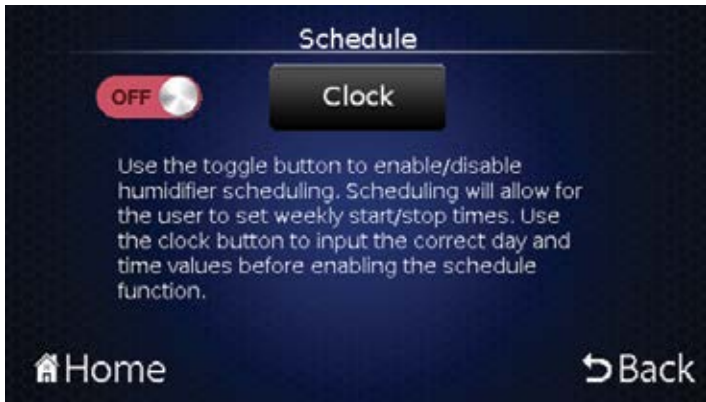 Schedule
OFF
Clock
Use the toggle button to enable/disable
humidifier scheduling. Scheduling will allow for
the user to set weekly start/stop times. Use
the clock button to input the correct day and
time values before enabling the schedule
function.
Home
Back